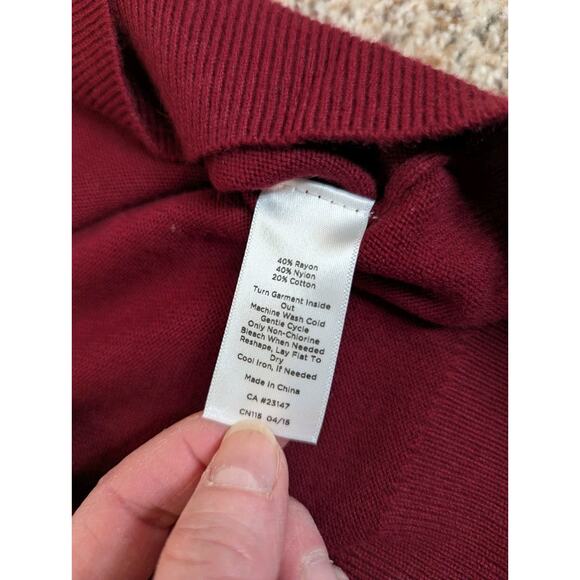 40% Rayon
40% Nylon
20% Cotton
Turn Garment Inside
Out
Machine Wash Cold
Gentle Cycle
Only Non-Chlorine
Bleach When Needed
Reshape, Lay Flat To
Dry
Cool Iron, If Needed
Made in China
CA #23147
CN115 04/15